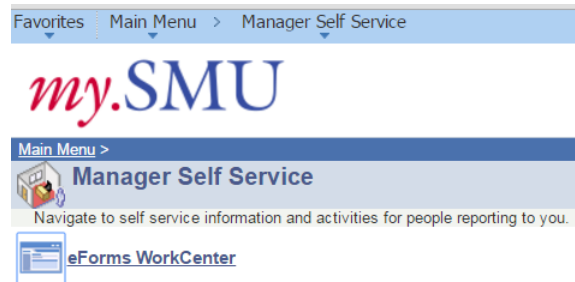 Favorites Main Menu > Manager Self Service
my.SMU
Main Menu >
Manager Self Service
Navigate to self service information and activities for people reporting to you.
eForms WorkCenter